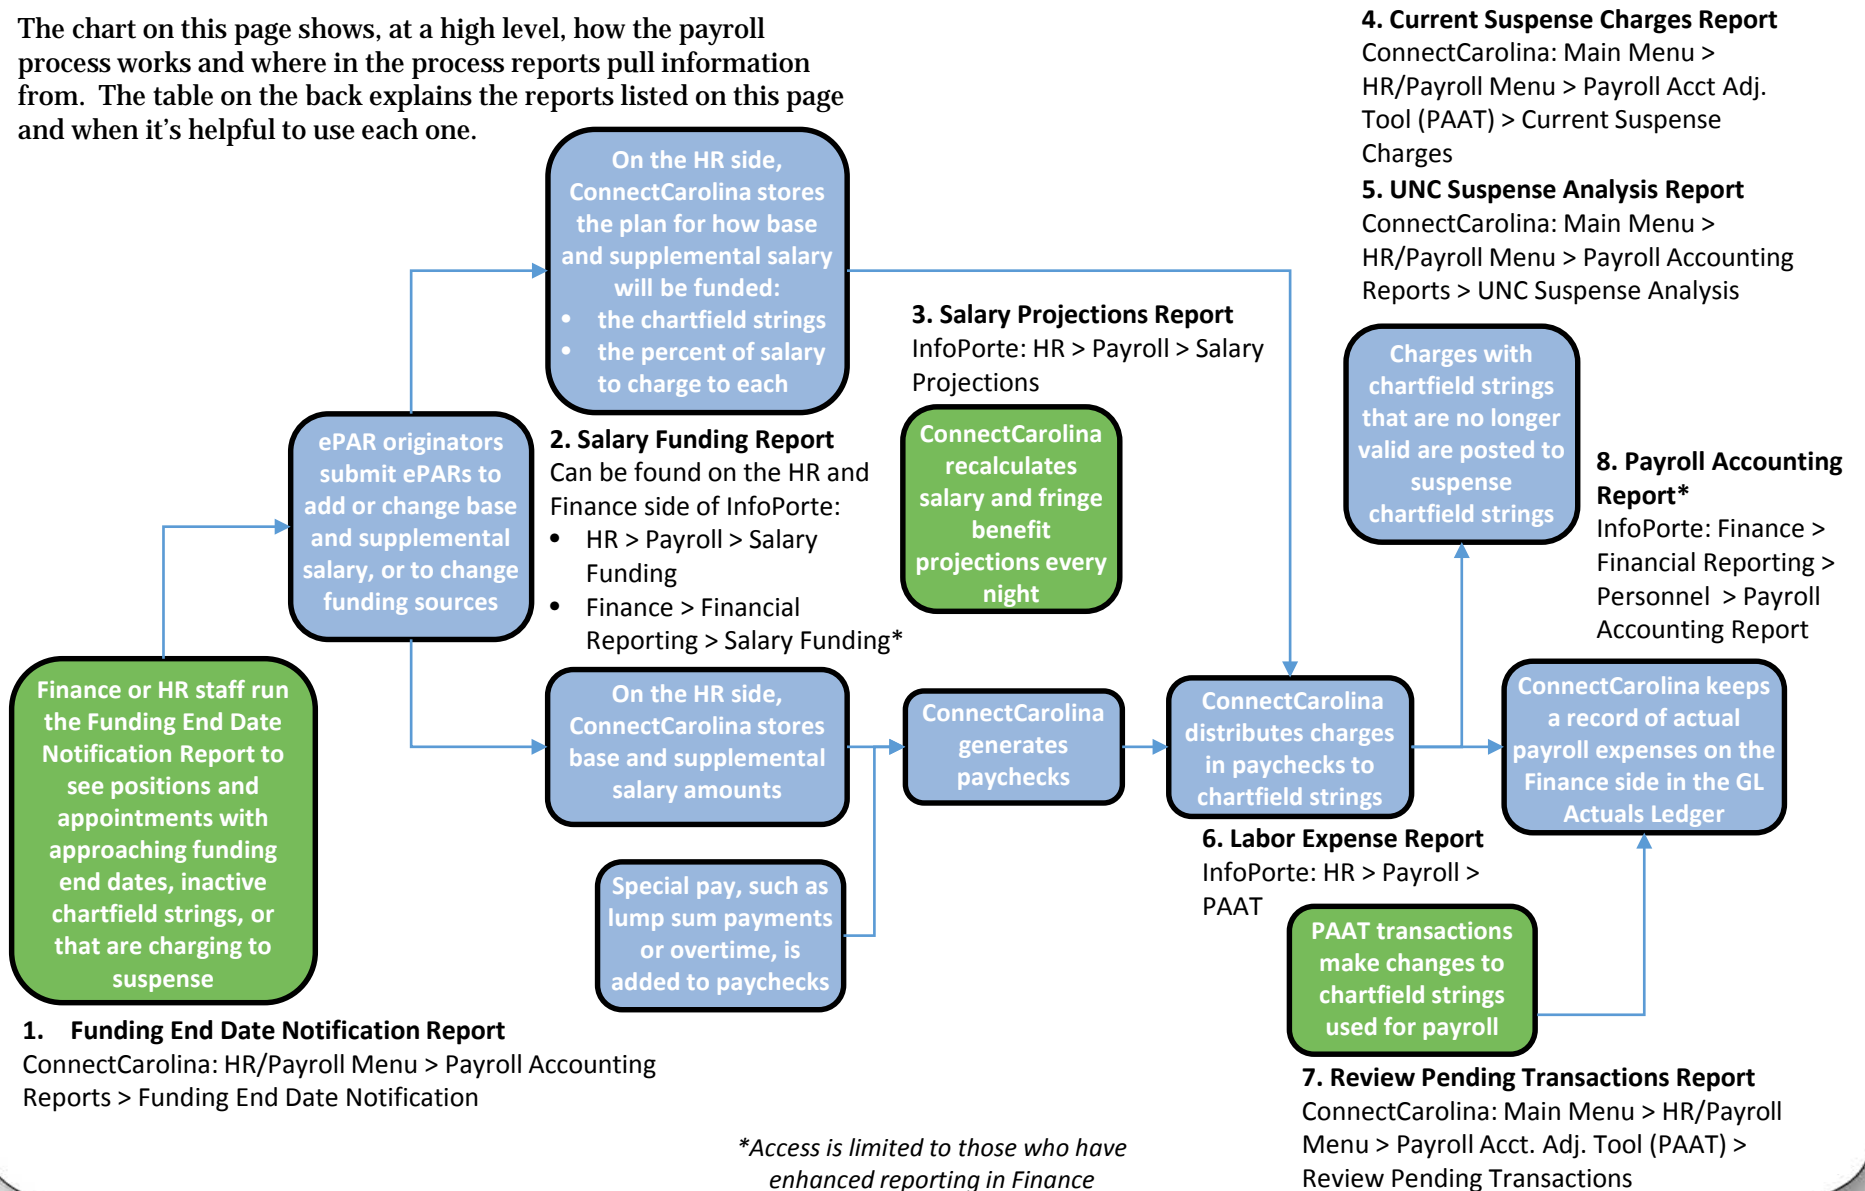 The chart on this page shows, at a high level, how the payroll
process works and where in the process reports pull information
from.  The table on the back explains the reports listed on this page
and when it's helpful to use each one.
4. Current Suspense Charges Report
ConnectCarolina: Main Menu >
HR/Payroll Menu > Payroll Acct Adj.
Tool (PAAT) > Current Suspense
Charges
5. UNC Suspense Analysis Report
ConnectCarolina: Main Menu >
HR/Payroll Menu > Payroll Accounting
Reports > UNC Suspense Analysis
On the HR side,
ConnectCarolina stores
the plan for how base
and supplemental salary
will be funded:
• the chartfield strings
• the percent of salary
to charge to each
3. Salary Projections Report
InfoPorte: HR > Payroll > Salary
Projections
ConnectCarolina
recalculates
salary and fringe
benefit
projections every
night
Charges with
chartfield strings
that are no longer
valid are posted to
suspense
chartfield strings
8. Payroll Accounting
Report*
InfoPorte: Finance >
Financial Reporting >
Personnel  > Payroll
Accounting Report
ePAR originators
submit ePARs to
add or change base
and supplemental
salary, or to change
funding sources
2. Salary Funding Report
Can be found on the HR and
Finance side of InfoPorte:
• HR > Payroll > Salary
Funding
• Finance > Financial
Reporting > Salary Funding*
Finance or HR staff run
the Funding End Date
Notification Report to
see positions and
appointments with
approaching funding
end dates, inactive
chartfield strings, or
that are charging to
suspense
On the HR side,
ConnectCarolina stores
base and supplemental
salary amounts
ConnectCarolina
generates
paychecks
ConnectCarolina
distributes charges
in paychecks to
chartfield strings
ConnectCarolina keeps
a record of actual
payroll expenses on the
Finance side in the GL
Actuals Ledger
Special pay, such as
lump sum payments
or overtime, is
added to paychecks
6. Labor Expense Report
InfoPorte: HR > Payroll >
PAAT
PAAT transactions
make changes to
chartfield strings
used for payroll
1. Funding End Date Notification Report
ConnectCarolina: HR/Payroll Menu > Payroll Accounting
Reports > Funding End Date Notification
7. Review Pending Transactions Report
ConnectCarolina: Main Menu > HR/Payroll
Menu > Payroll Acct. Adj. Tool (PAAT) >
Review Pending Transactions
*Access is limited to those who have
enhanced reporting in Finance